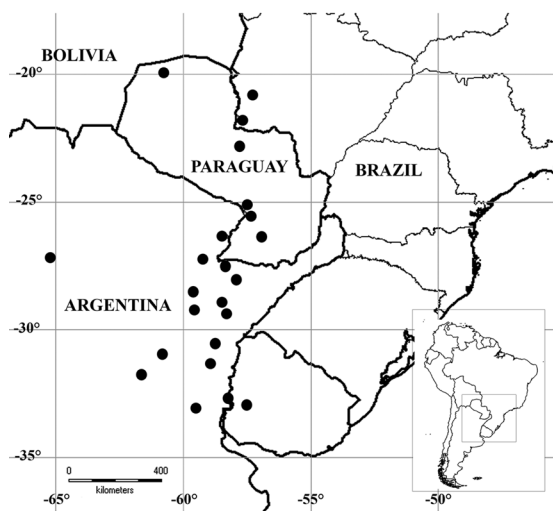 BOLIVIA
-20°
PARAGUAY
BRAZIL
-25°
ARGENTINA
-30°
-35°
0 400
kilometers
-65° -60° -55° -50°